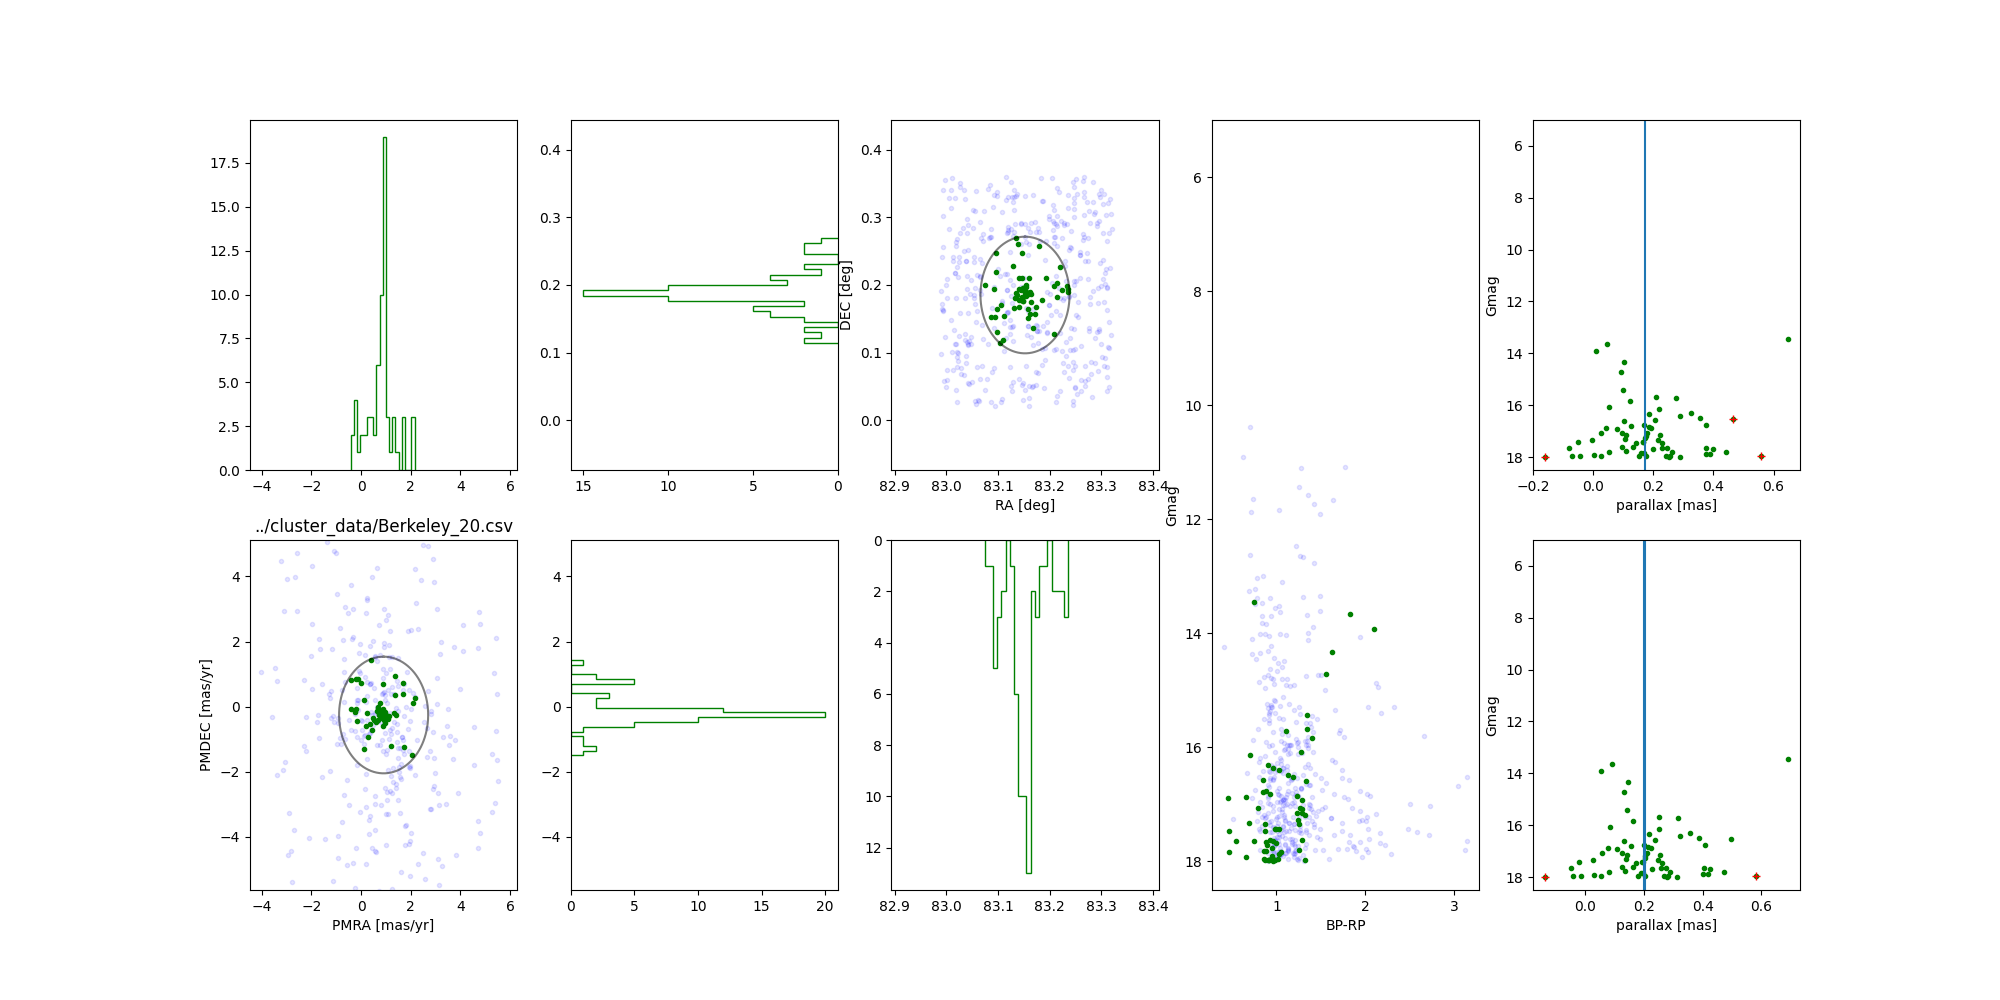 17.5
15.0
12.5
10.0
7.5
5.0
2.5
0.0
−4 −2 0 2 4 6
0.4
0.3
0.2
0.1
0.0
15 10 5 0
DEC [deg]
0.4
0.3
0.2
0.1
0.0
82.9 83.0 83.1 83.2 83.3 83.4
RA [deg]
Gmag
6
8
10
12
14
16
18
1 2 3
BP-RP
Gmag
6
8
10
12
14
16
18
−0.2 0.0 0.2 0.4 0.6
parallax [mas]
../cluster_data/Berkeley_20.csv
PMDEC [mas/yr]
4
2
0
−2
−4
−4 −2 0 2 4 6
PMRA [mas/yr]
4
2
0
−2
−4
0 5 10 15 20
0
2
4
6
8
10
12
82.9 83.0 83.1 83.2 83.3 83.4
Gmag
6
8
10
12
14
16
18
0.0 0.2 0.4 0.6
parallax [mas]